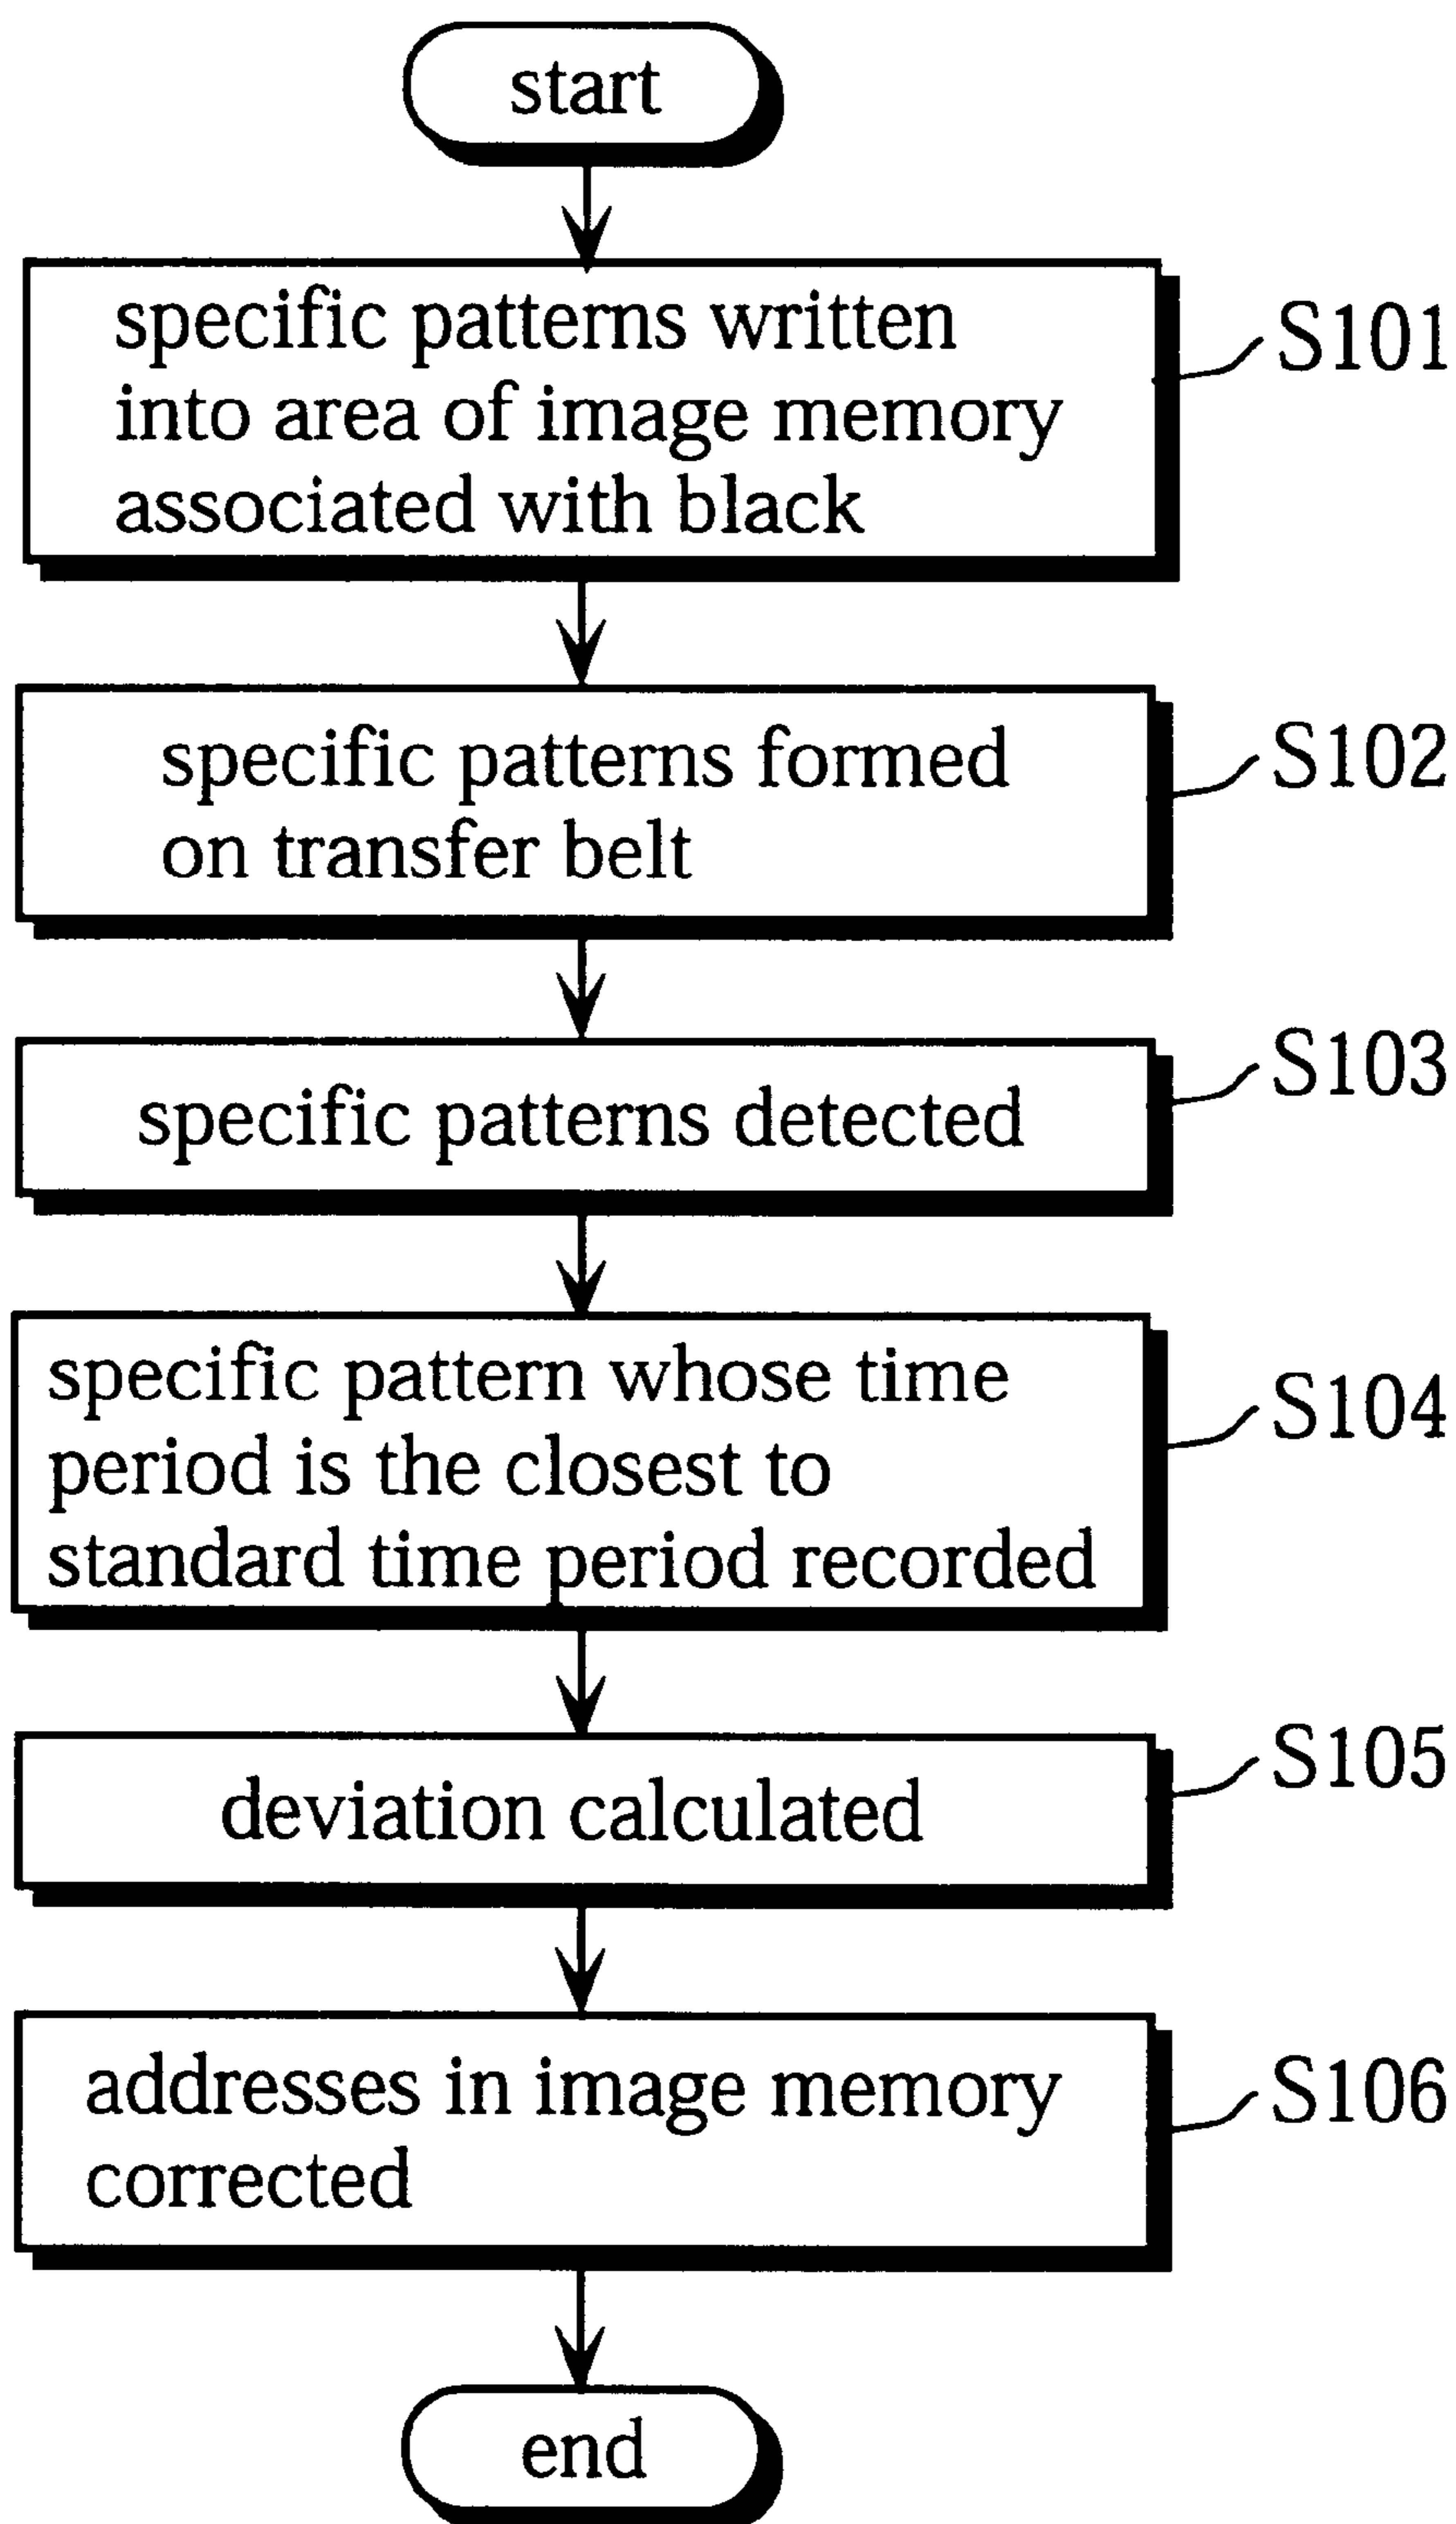 start
specific patterns written
into area of image memory
associated with black
S101
specific patterns formed
on transfer belt
S102
specific patterns detected
S103
specific pattern whose time
period is the closest to
standard time period recorded
S104
deviation calculated
S105
addresses in image memory
corrected
S106
end